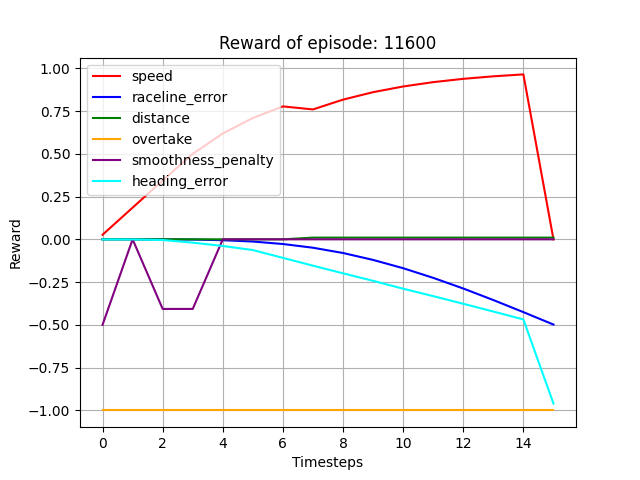 Reward of episode: 11600
1.00
0.75
0.50
0.25
0.00
−0.25
−0.50
−0.75
−1.00
Reward
speed
raceline_error
distance
overtake
smoothness_penalty
heading_error
0 2 4 6 8 10 12 14
Timesteps